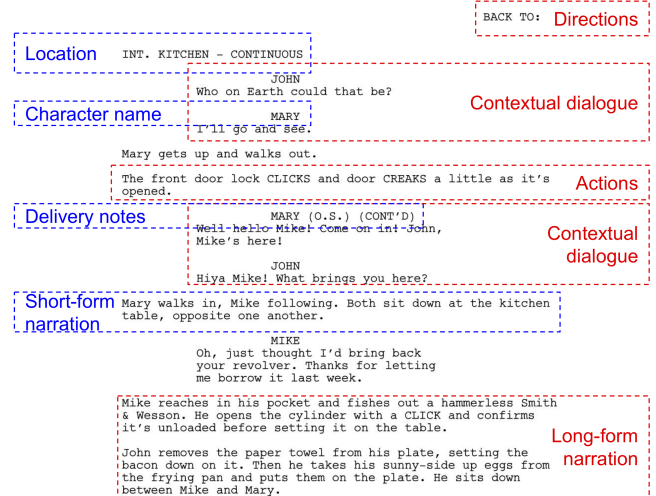 BACK TO: Directions
Location INT. KITCHEN - CONTINUOUS
JOHN
Who on Earth could that be?
Contextual dialogue
Character name MARY
I'll go and see.
Mary gets up and walks out.
The front door lock CLICKS and door CREAKS a little as it's
opened.
Actions
Delivery notes MARY (O.S.) (CONT'D)
Well hello Mike! Come on in! John,
Mike's here!
Contextual
dialogue
JOHN
Hiya Mike! What brings you here?
Short-form
narration
Mary walks in, Mike following. Both sit down at the kitchen
table, opposite one another.
MIKE
Oh, just thought I'd bring back
your revolver. Thanks for letting
me borrow it last week.
Mike reaches in his pocket and fishes out a hammerless Smith
& Wesson. He opens the cylinder with a CLICK and confirms
it's unloaded before setting it on the table.
Long-form
narration
John removes the paper towel from his plate, setting the
bacon down on it. Then he takes his sunny-side up eggs from
the frying pan and puts them on the plate. He sits down
between Mike and Mary.